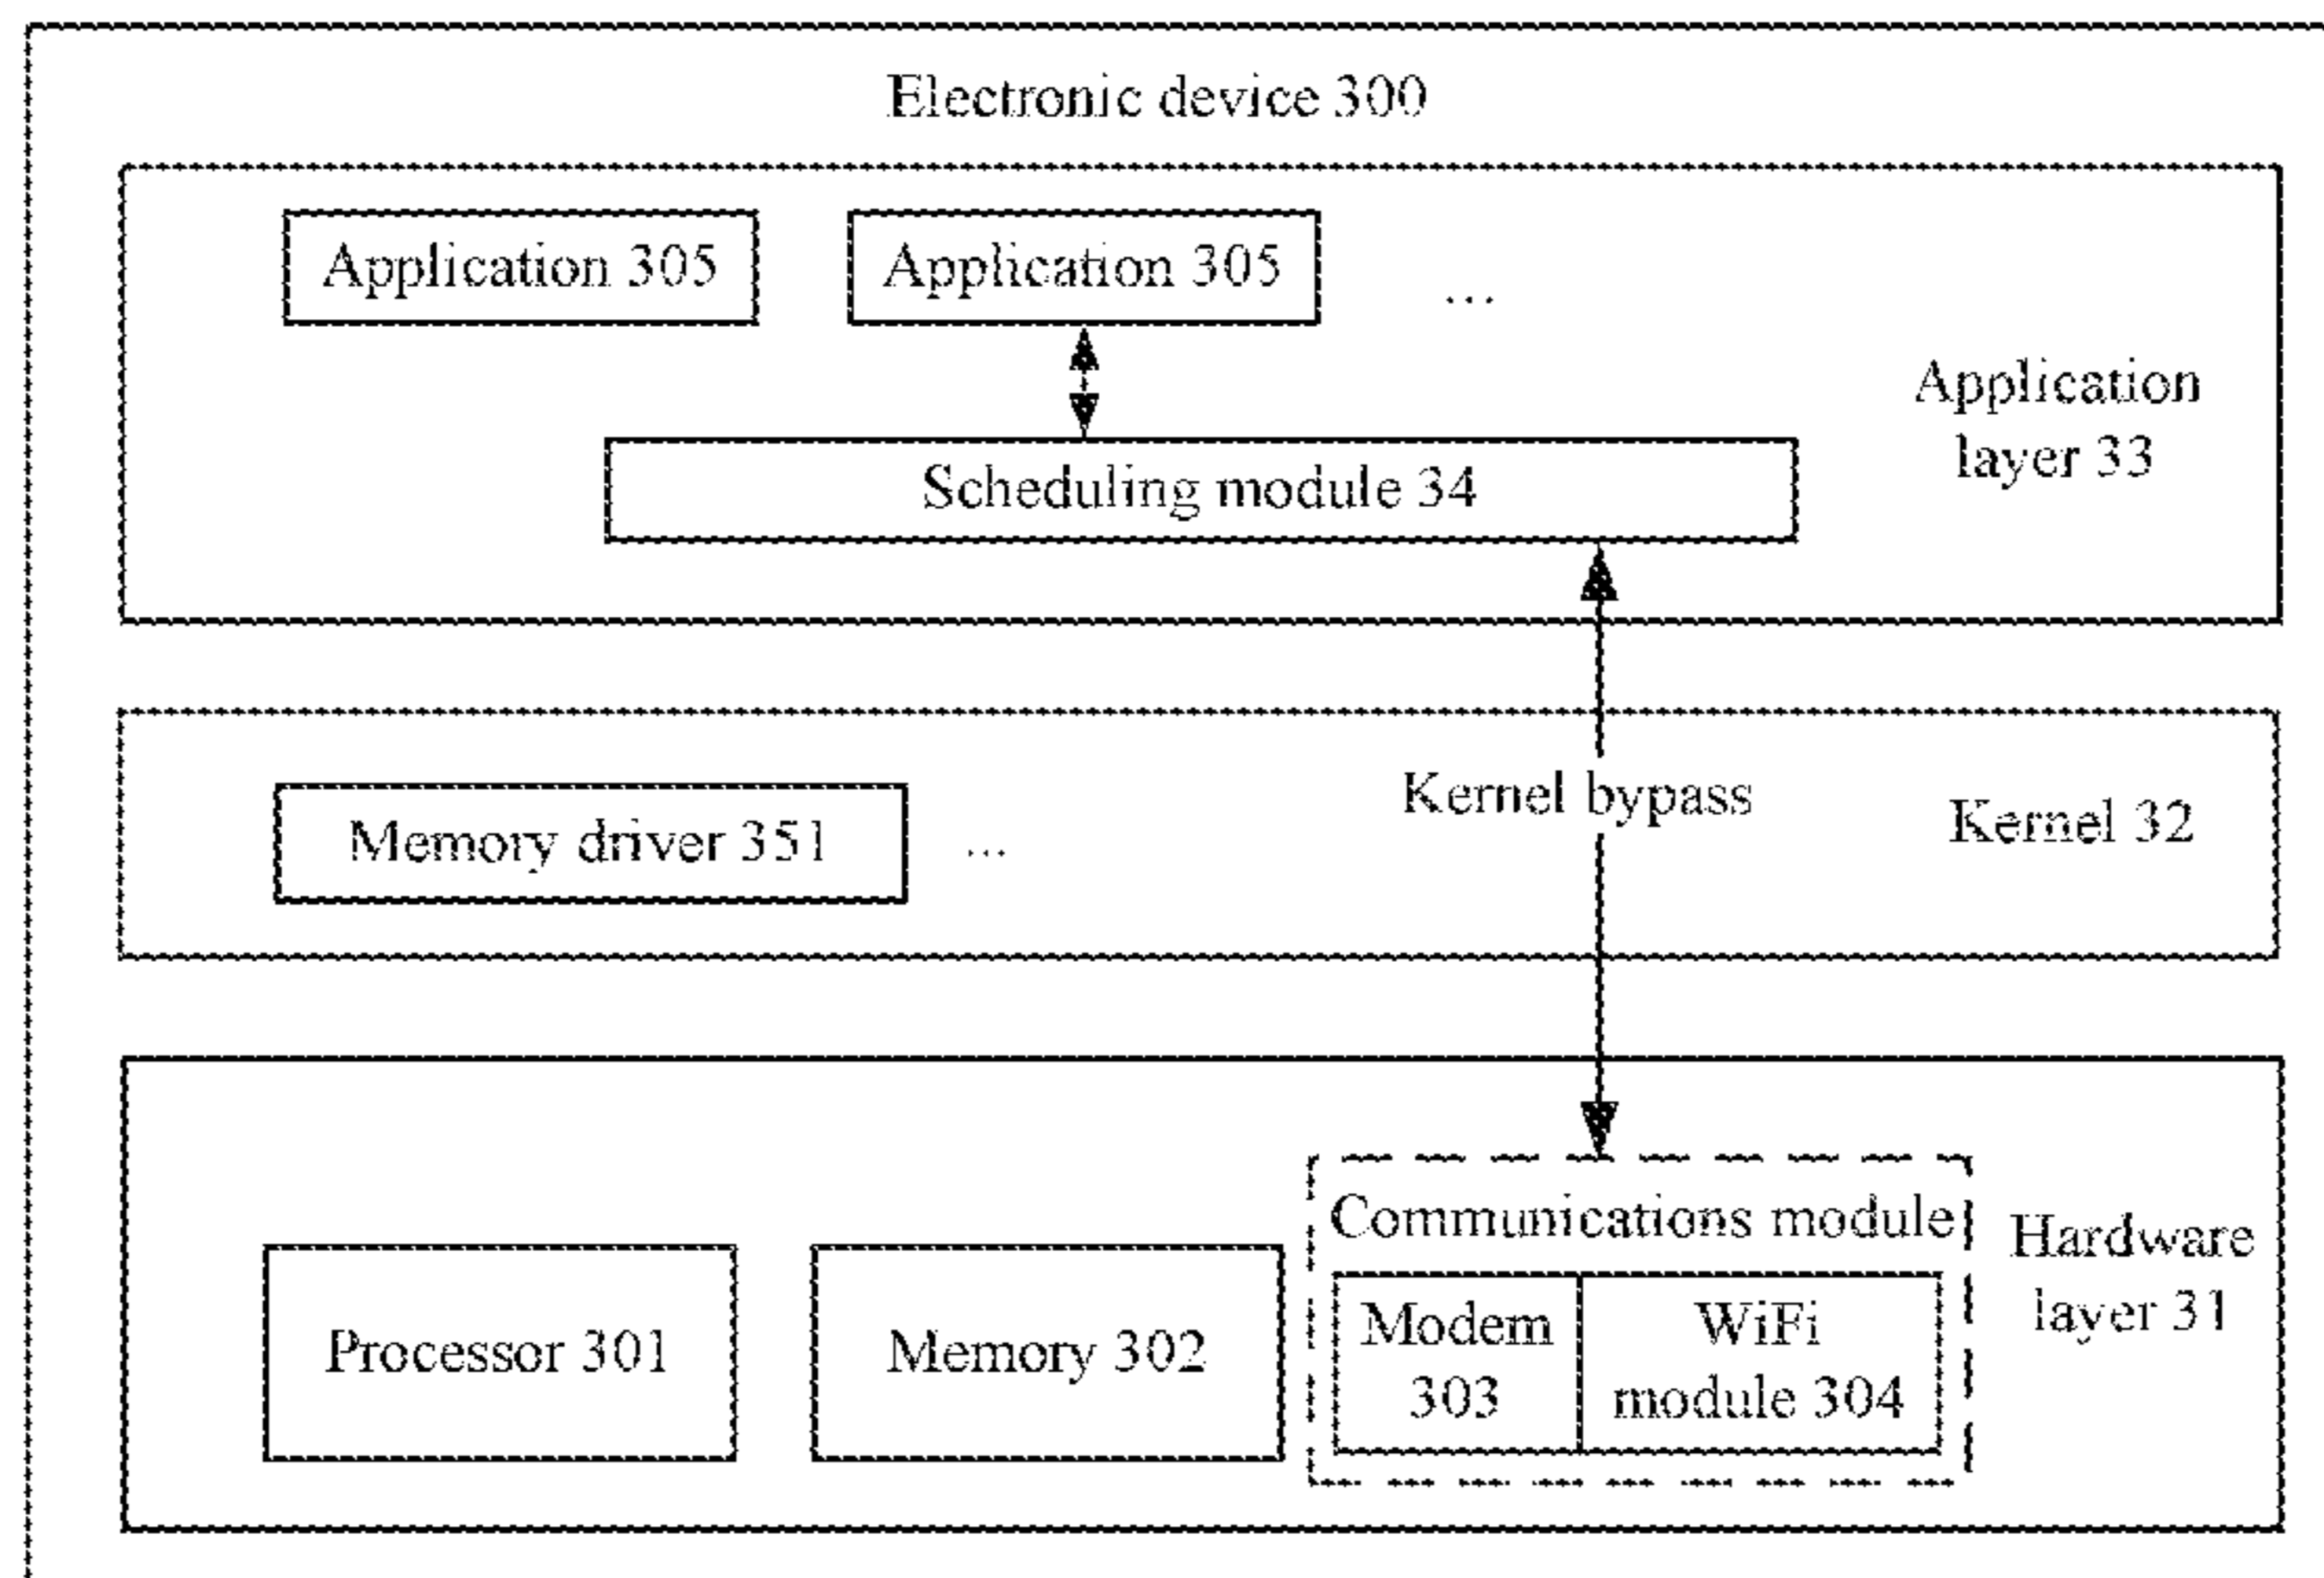 Electronic device 300
Application 305
Application 305
...
Application
layer 33
Scheduling module 34
Kernel bypass
Kernel 32
Memory driver 351
...
Communications module
Hardware
layer 31
Processor 301
Memory 302
Modem
303
WiFi
module 304